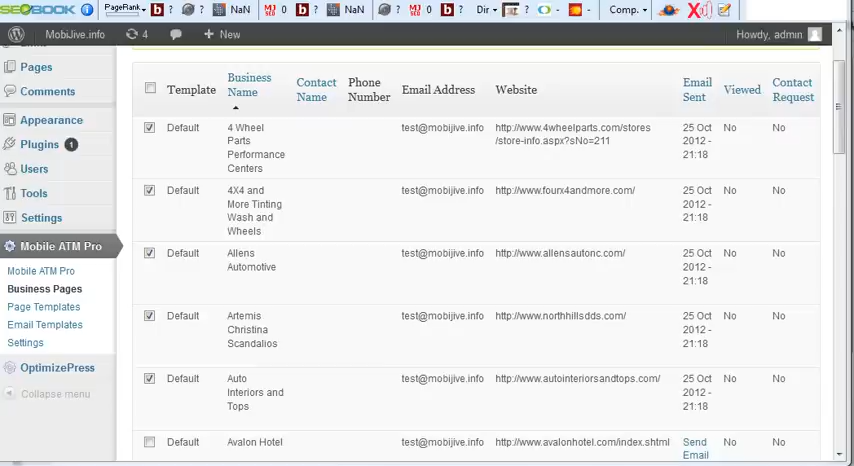 SEOBOOK PageRank ? ? NaN 0 ? NaN ? 0 ? Dir ? ? ? Comp.
MobiJive.info 4 New Howdy, admin
Pages
Comments
Appearance
Plugins 1
Users
Tools
Settings
Mobile ATM Pro
Mobile ATM Pro
Business Pages
Page Templates
Email Templates
Settings
OptimizePress
Collapse menu
Template Business Name Contact Name Phone Number Email Address Website Email Sent Viewed Contact Request
Default 4 Wheel test@mobijive.info http://www.4wheelparts.com/stores 25 Oct No No
Parts /store-info.aspx?sNo=211 2012 -
Performance 21:18
Centers
Default 4X4 and test@mobijive.info http://www.fourx4andmore.com/ 25 Oct No No
More Tinting 2012 -
Wash and 21:18
Wheels
Default Allens test@mobijive.info http://www.allensautonc.com/ 25 Oct No No
Automotive 2012 -
21:18
Default Artemis test@mobijive.info http://www.northhillsdds.com/ 25 Oct No No
Christina 2012 -
Scandalios 21:18
Default Auto test@mobijive.info http://www.autointeriorsandtops.com/ 25 Oct No No
Interiors and 2012 -
Tops 21:18
Default Avalon Hotel test@mobijive.info http://www.avalonhotel.com/index.shtml Send No No
Email